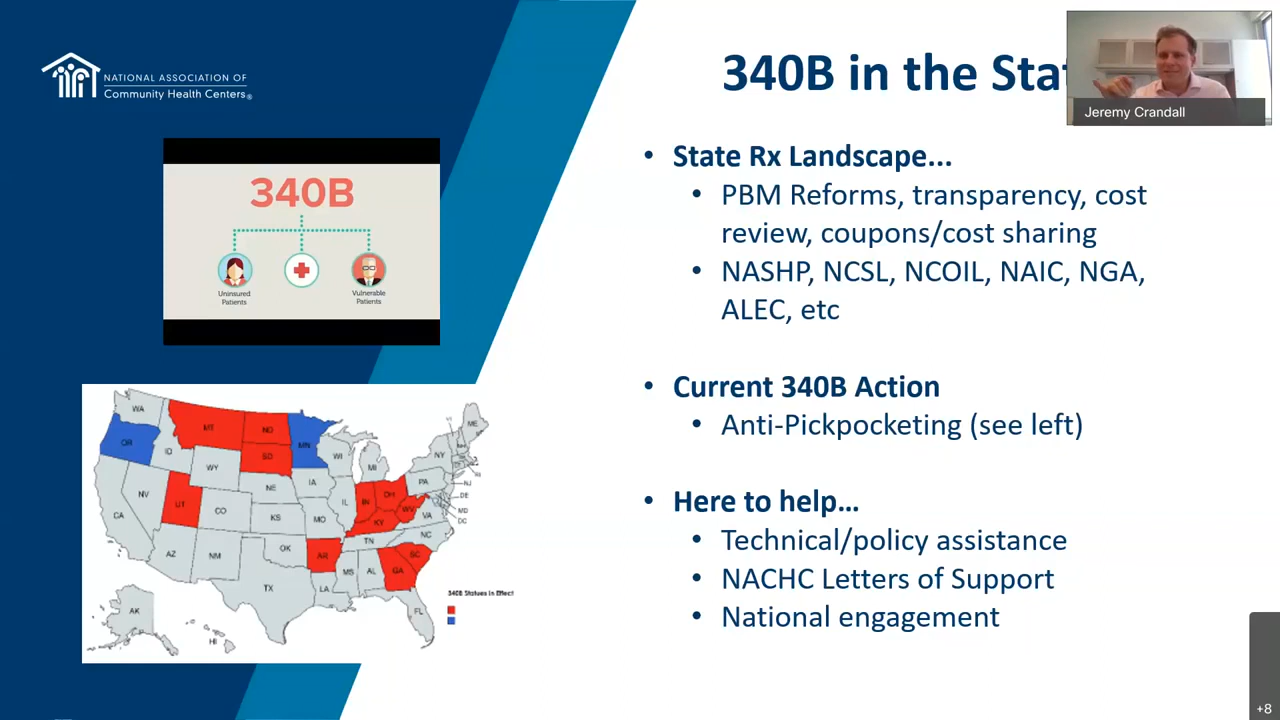 NATIONAL ASSOCIATION OF
Community Health Centers®
340B in the Sta
Jeremy Crandall
340B
Uninsured
Patients
Vulnerable
Patients
• State Rx Landscape...
• PBM Reforms, transparency, cost
review, coupons/cost sharing
• NASHP, NCSL, NCOIL, NAIC, NGA,
ALEC, etc
• Current 340B Action
• Anti-Pickpocketing (see left)
• Here to help...
• Technical/policy assistance
• NACHC Letters of Support
• National engagement
WA
OR
ID
MT
ND
SD
MN
WY
NV
CA
UT
CO
AZ
NM
NE
KS
OK
TX
IA
MO
AR
LA
WI
IL
MI
IN
OH
KY
WV
TN
MS
AL
GA
SC
NC
VA
FL
PA
NY
ME
NJ
DE
MD
DC
AK
HI
340B Statues in Effect
+8